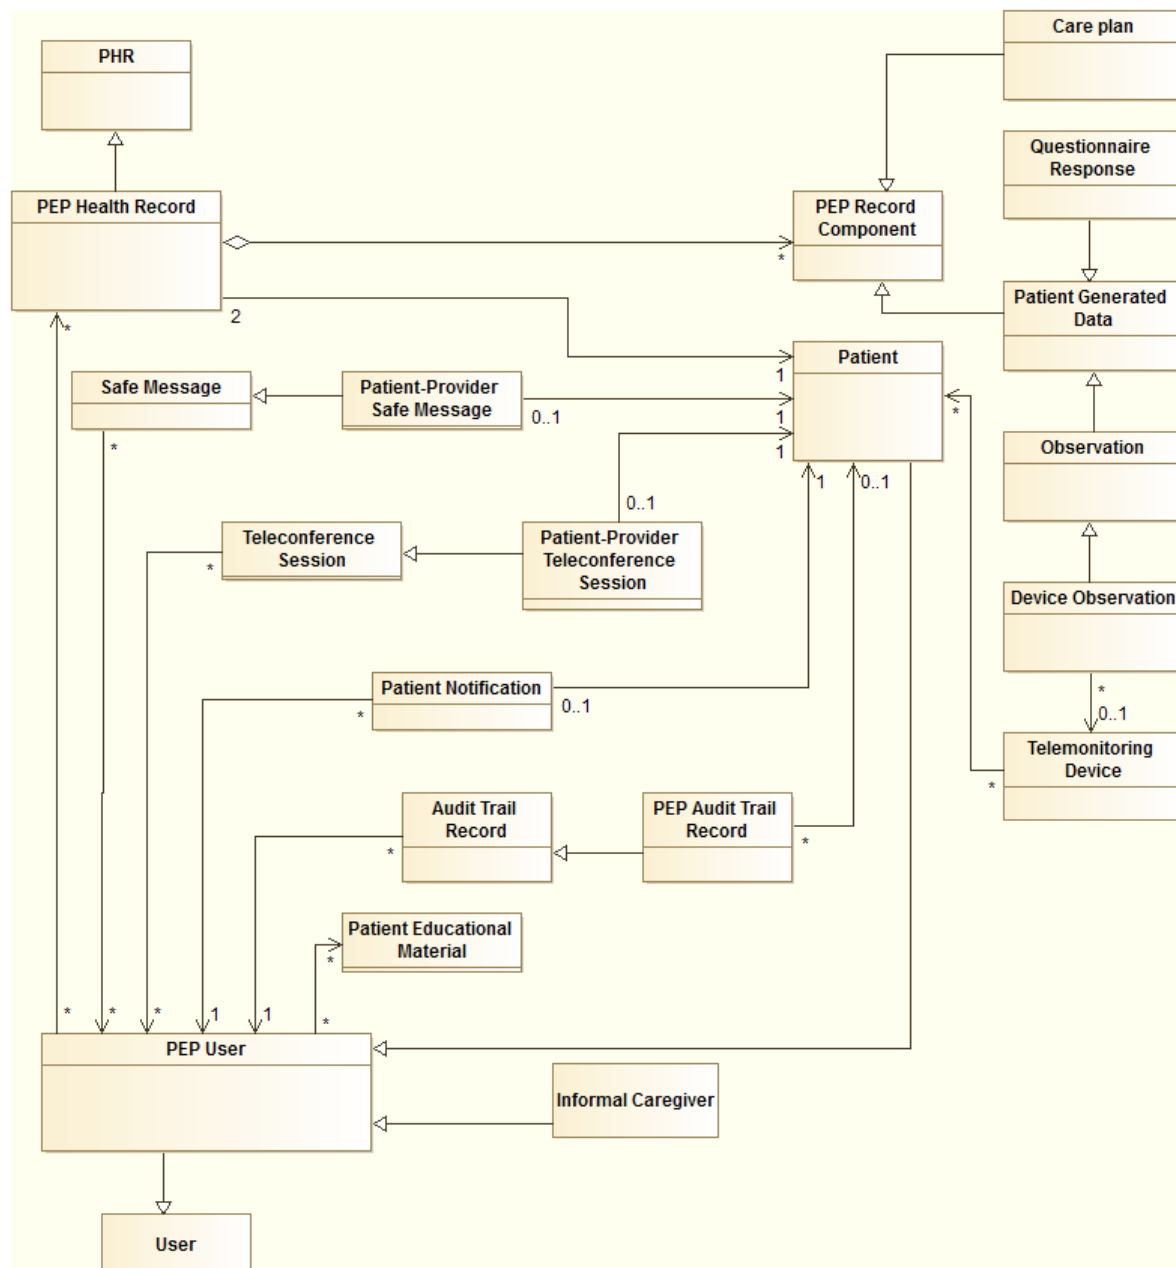 Care plan
PHR
Questionnaire
Response
PEP Health Record
PEP Record
Component
*
Patient Generated
Data
2
*
Patient
1
Safe Message
Patient-Provider
Safe Message
0..1
1
*
*
1
Observation
0..1
1
0..1
Teleconference
Session
*
Patient-Provider
Teleconference
Session
Device Observation
Patient Notification
*
0..1
*
0..1
Telemonitoring
Device
*
Audit Trail
Record
*
PEP Audit Trail
Record
*
Patient Educational
Material
*
*
*
*
1
1
*
PEP User
Informal Caregiver
User